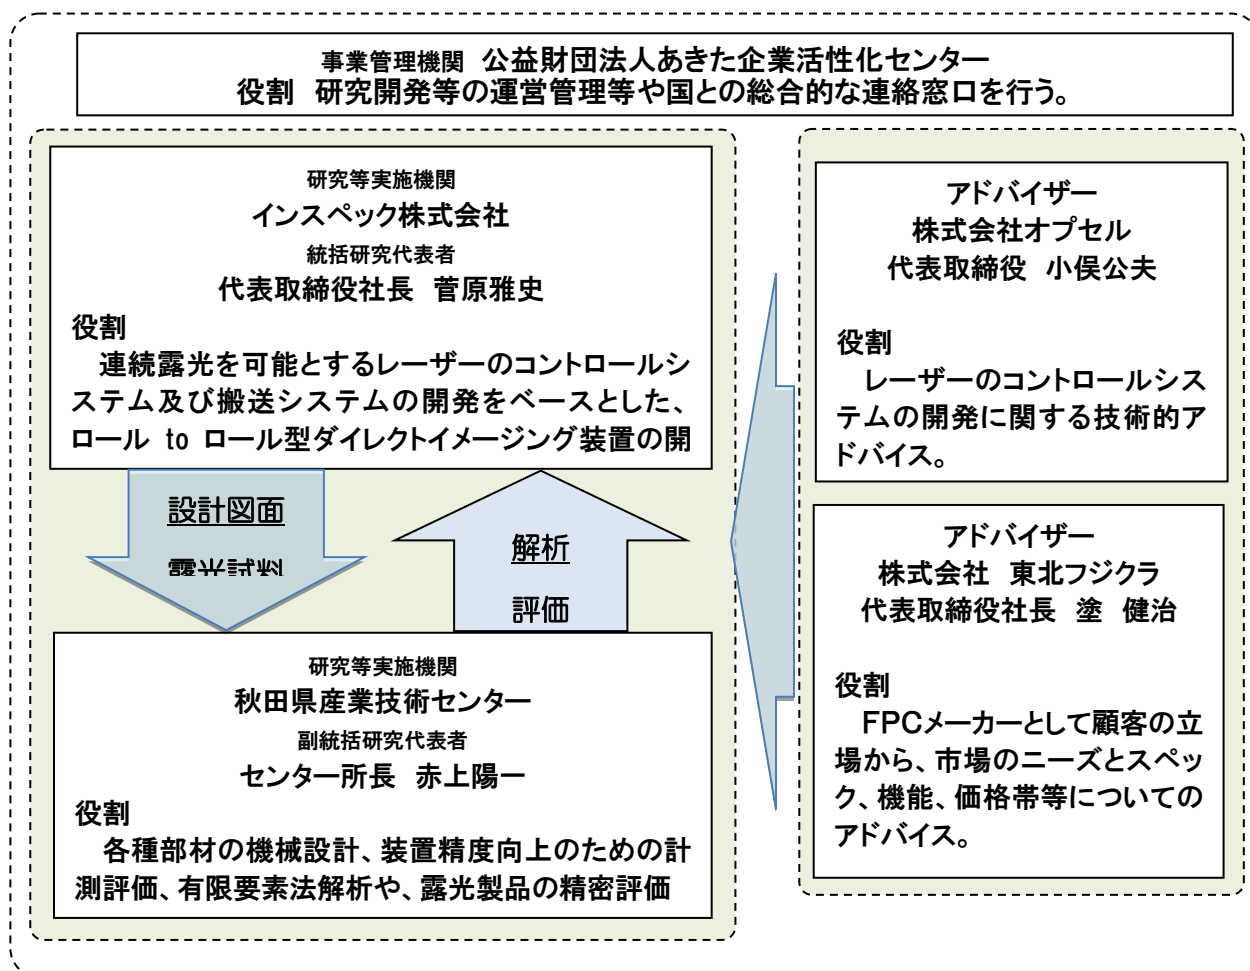 事業管理機関 公益財団法人あきた企業活性化センター
役割 研究開発等の運営管理等や国との総合的な連絡窓口を行う。
研究等実施機関
インスペック株式会社
統括研究代表者
代表取締役社長 菅原雅史
役割
連続露光を可能とするレーザーのコントロールシ
ステム及び搬送システムの開発をベースとした、
ロール to ロール型ダイレクトイメージング装置の開
設計図面
露光試料
解析
評価
研究等実施機関
秋田県産業技術センター
副統括研究代表者
センター所長 赤上陽一
役割
各種部材の機械設計、装置精度向上のための計
測評価、有限要素法解析や、露光製品の精密評価
アドバイザー
株式会社オプセル
代表取締役 小俣公夫
役割
レーザーのコントロールシス
テムの開発に関する技術的ア
ドバイス。
アドバイザー
株式会社 東北フジクラ
代表取締役社長 塗 健治
役割
FPCメーカーとして顧客の立
場から、市場のニーズとスペッ
ク、機能、価格帯等についての
アドバイス。